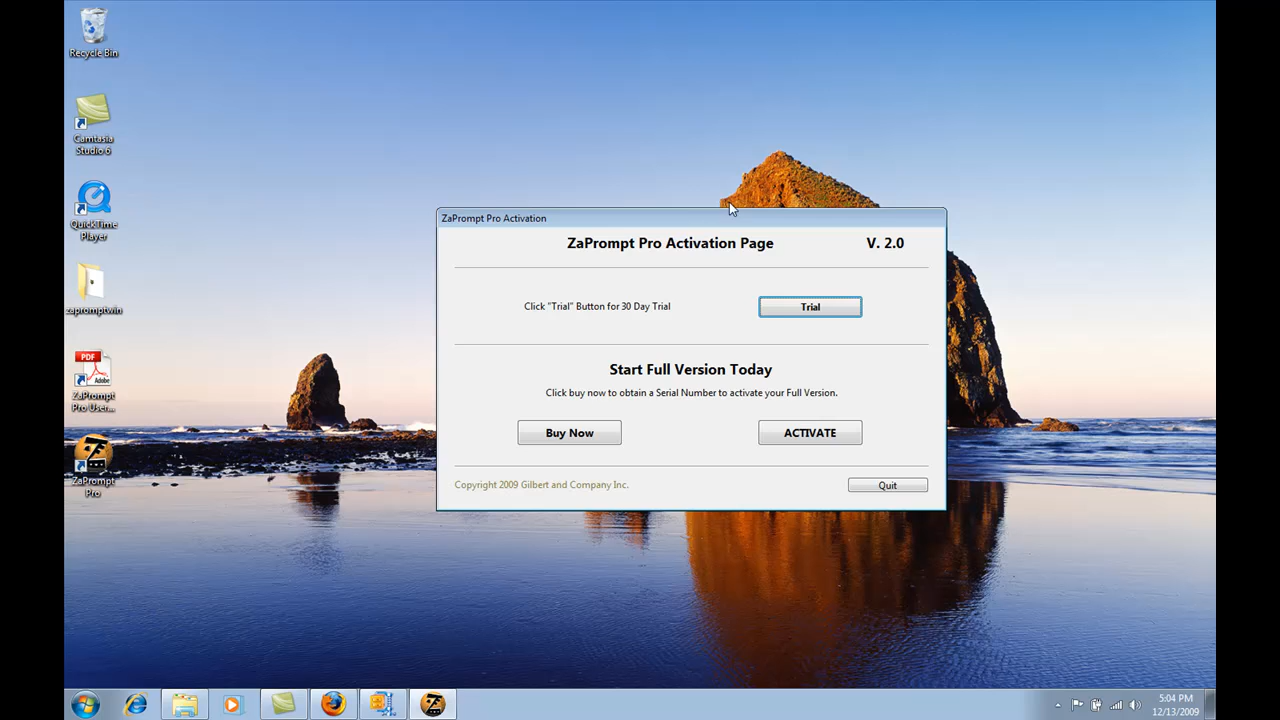 Recycle Bin
Camtasia
Studio 6
QuickTime
Player
zapromptwin
PDF
Adobe
ZaPrompt
Pro User...
ZaPrompt
Pro
ZaPrompt Pro Activation
ZaPrompt Pro Activation Page V. 2.0
Click "Trial" Button for 30 Day Trial Trial
Start Full Version Today
Click buy now to obtain a Serial Number to activate your Full Version.
Buy Now ACTIVATE
Copyright 2009 Gilbert and Company Inc. Quit
5:04 PM
12/13/2009